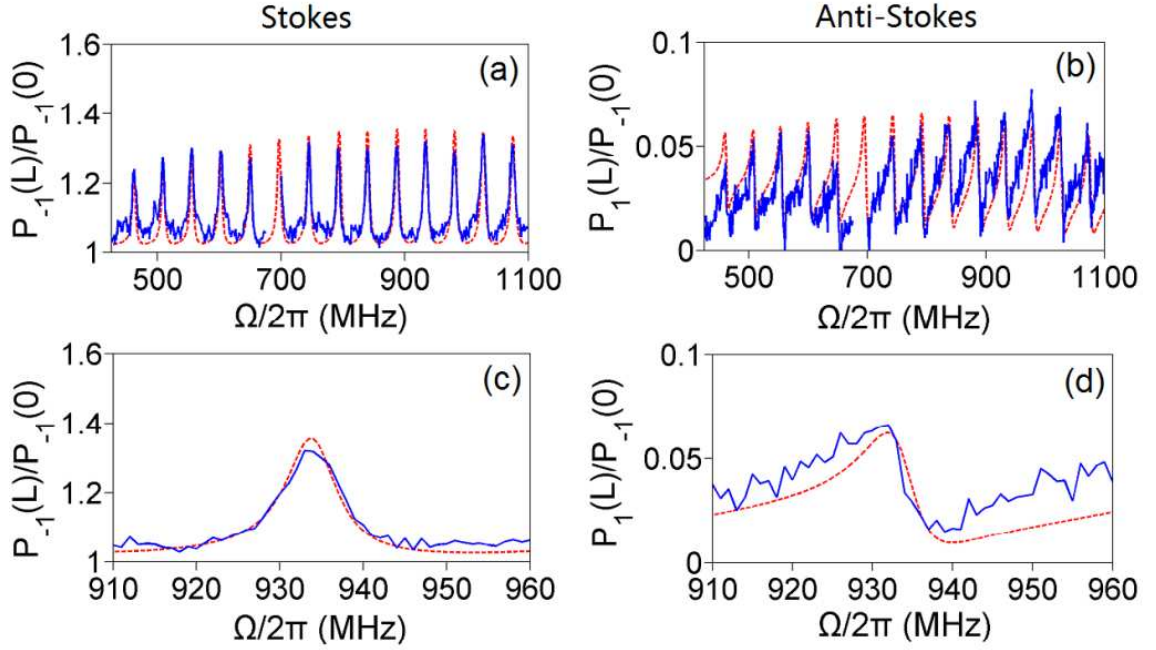 Stokes
Anti-Stokes
1.6
1.4
1.2
1
P₋₁(L)/P₋₁(0)
(a)
500 700 900 1100
Ω/2π (MHz)
0.1
0.05
0
P₁(L)/P₋₁(0)
(b)
500 700 900 1100
Ω/2π (MHz)
1.6
1.4
1.2
1
P₋₁(L)/P₋₁(0)
(c)
910 920 930 940 950 960
Ω/2π (MHz)
0.1
0.05
0
P₁(L)/P₋₁(0)
(d)
910 920 930 940 950 960
Ω/2π (MHz)